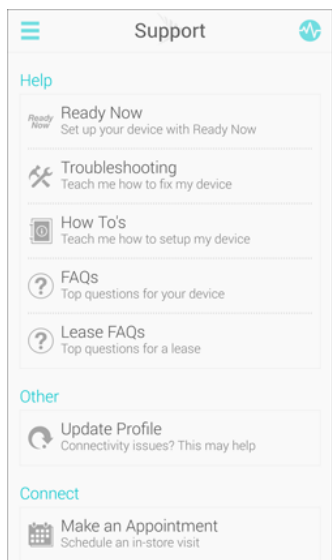 Support
Help
Ready Now
Ready Now
Set up your device with Ready Now
Troubleshooting
Teach me how to fix my device
How To's
Teach me how to setup my device
? FAQs
Top questions for your device
? Lease FAQs
Top questions for a lease
Other
Update Profile
Connectivity issues? This may help
Connect
Make an Appointment
Schedule an in-store visit